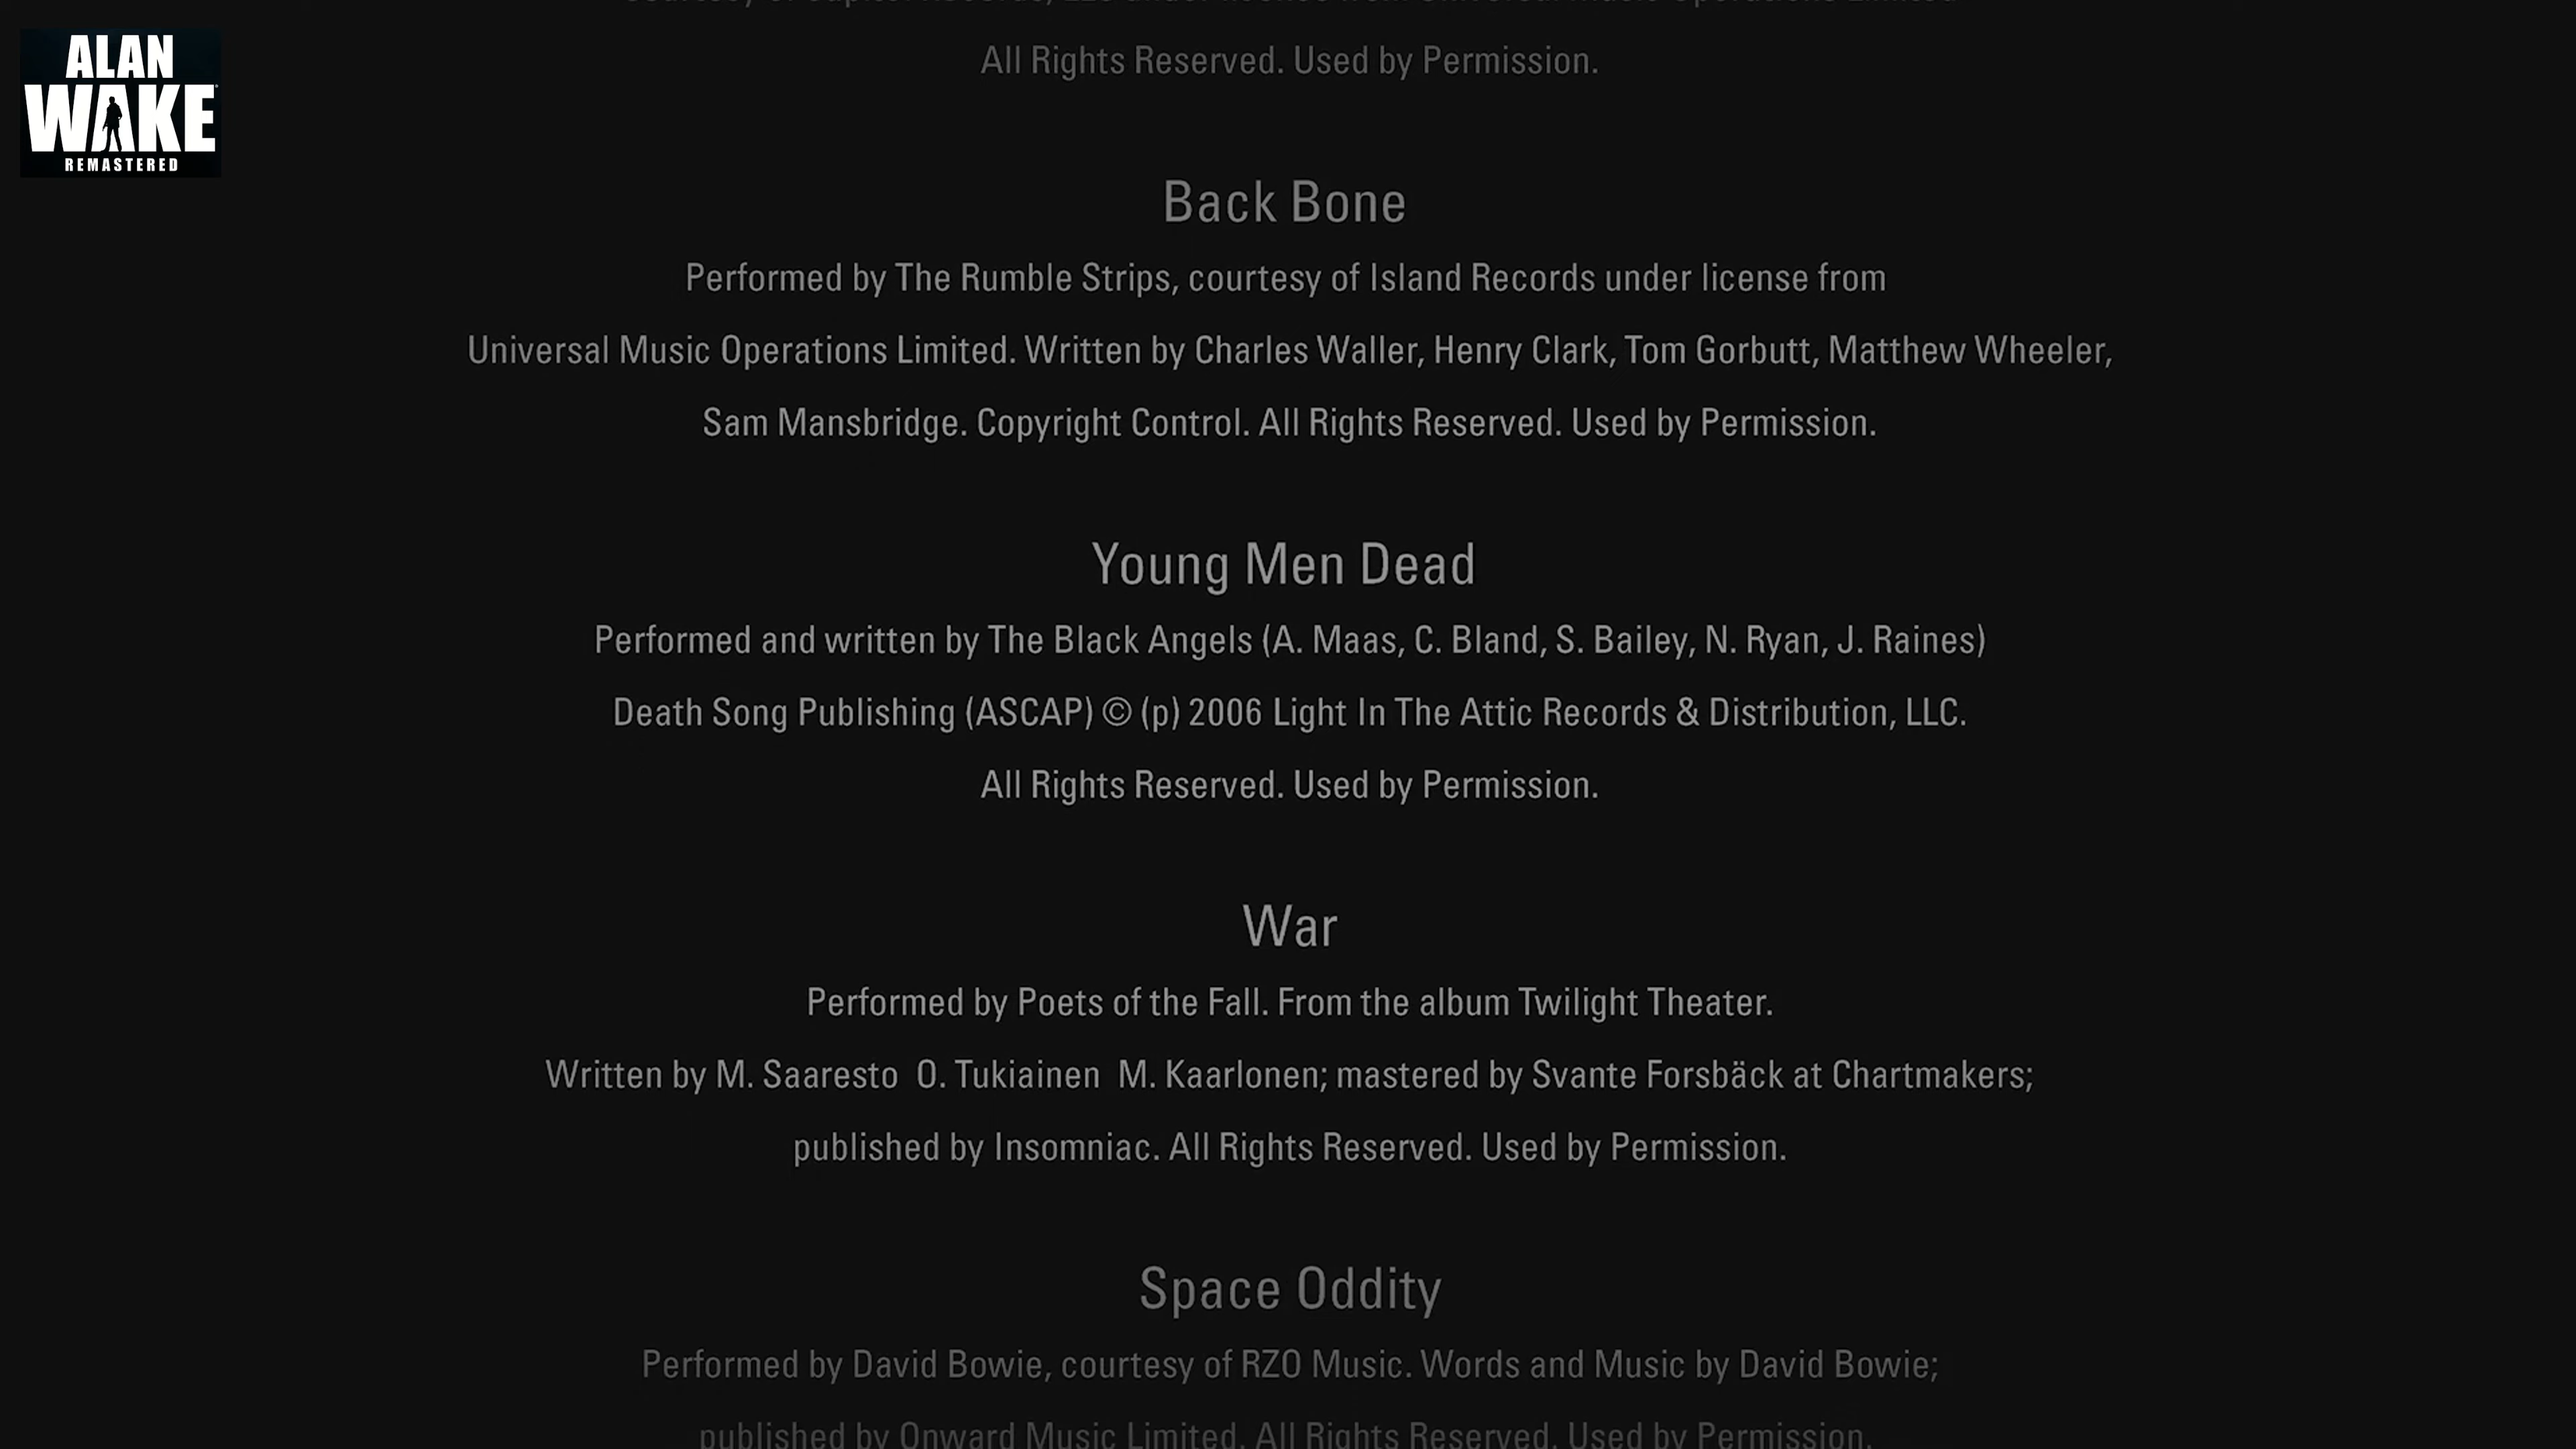 ALAN
WAKE
REMASTERED
All Rights Reserved. Used by Permission.
Back Bone
Performed by The Rumble Strips, courtesy of Island Records under license from
Universal Music Operations Limited. Written by Charles Waller, Henry Clark, Tom Gorbutt, Matthew Wheeler,
Sam Mansbridge. Copyright Control. All Rights Reserved. Used by Permission.
Young Men Dead
Performed and written by The Black Angels (A. Maas, C. Bland, S. Bailey, N. Ryan, J. Raines)
Death Song Publishing (ASCAP) © (p) 2006 Light In The Attic Records & Distribution, LLC.
All Rights Reserved. Used by Permission.
War
Performed by Poets of the Fall. From the album Twilight Theater.
Written by M. Saaresto  O. Tukiainen  M. Kaarlonen; mastered by Svante Forsbäck at Chartmakers;
published by Insomniac. All Rights Reserved. Used by Permission.
Space Oddity
Performed by David Bowie, courtesy of RZO Music. Words and Music by David Bowie;
published by Onward Music Limited. All Rights Reserved. Used by Permission.